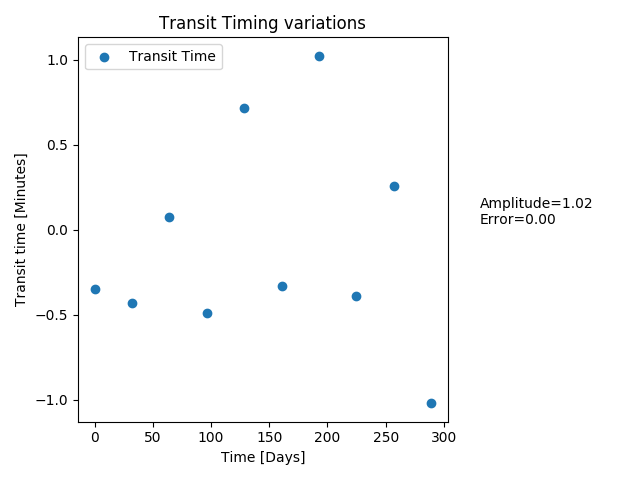 Transit Timing variations
Transit Time
1.0
0.5
0.0
−0.5
−1.0
Transit time [Minutes]
Amplitude=1.02
Error=0.00
0 50 100 150 200 250 300
Time [Days]